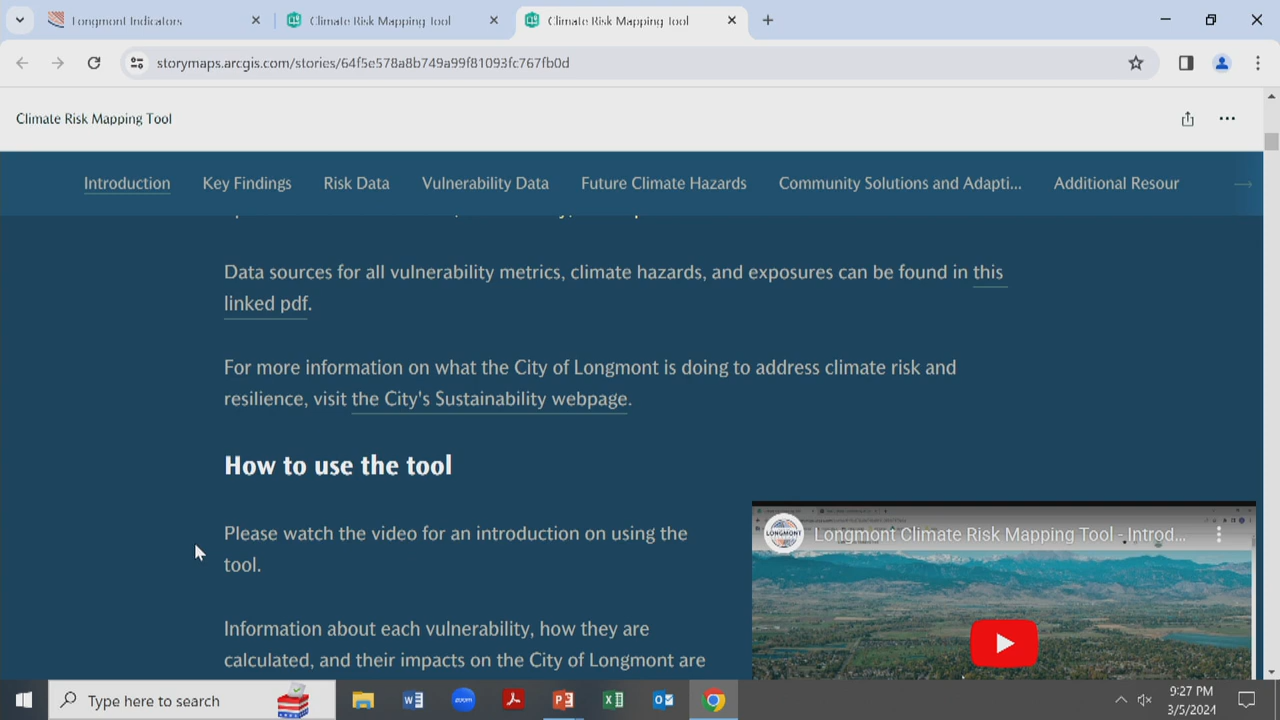 Longmont Indicators
Climate Risk Mapping Tool
Climate Risk Mapping Tool
storymaps.arcgis.com/stories/64f5e578a8b749a99f81093fc767fb0d
Climate Risk Mapping Tool
Introduction
Key Findings
Risk Data
Vulnerability Data
Future Climate Hazards
Community Solutions and Adapti...
Additional Resour
Data sources for all vulnerability metrics, climate hazards, and exposures can be found in this
linked pdf.
For more information on what the City of Longmont is doing to address climate risk and
resilience, visit the City's Sustainability webpage.
How to use the tool
Please watch the video for an introduction on using the
tool.
Information about each vulnerability, how they are
calculated, and their impacts on the City of Longmont are
LONGMONT
Longmont Climate Risk Mapping Tool - Introd...
Type here to search
zoom
9:27 PM
3/5/2024